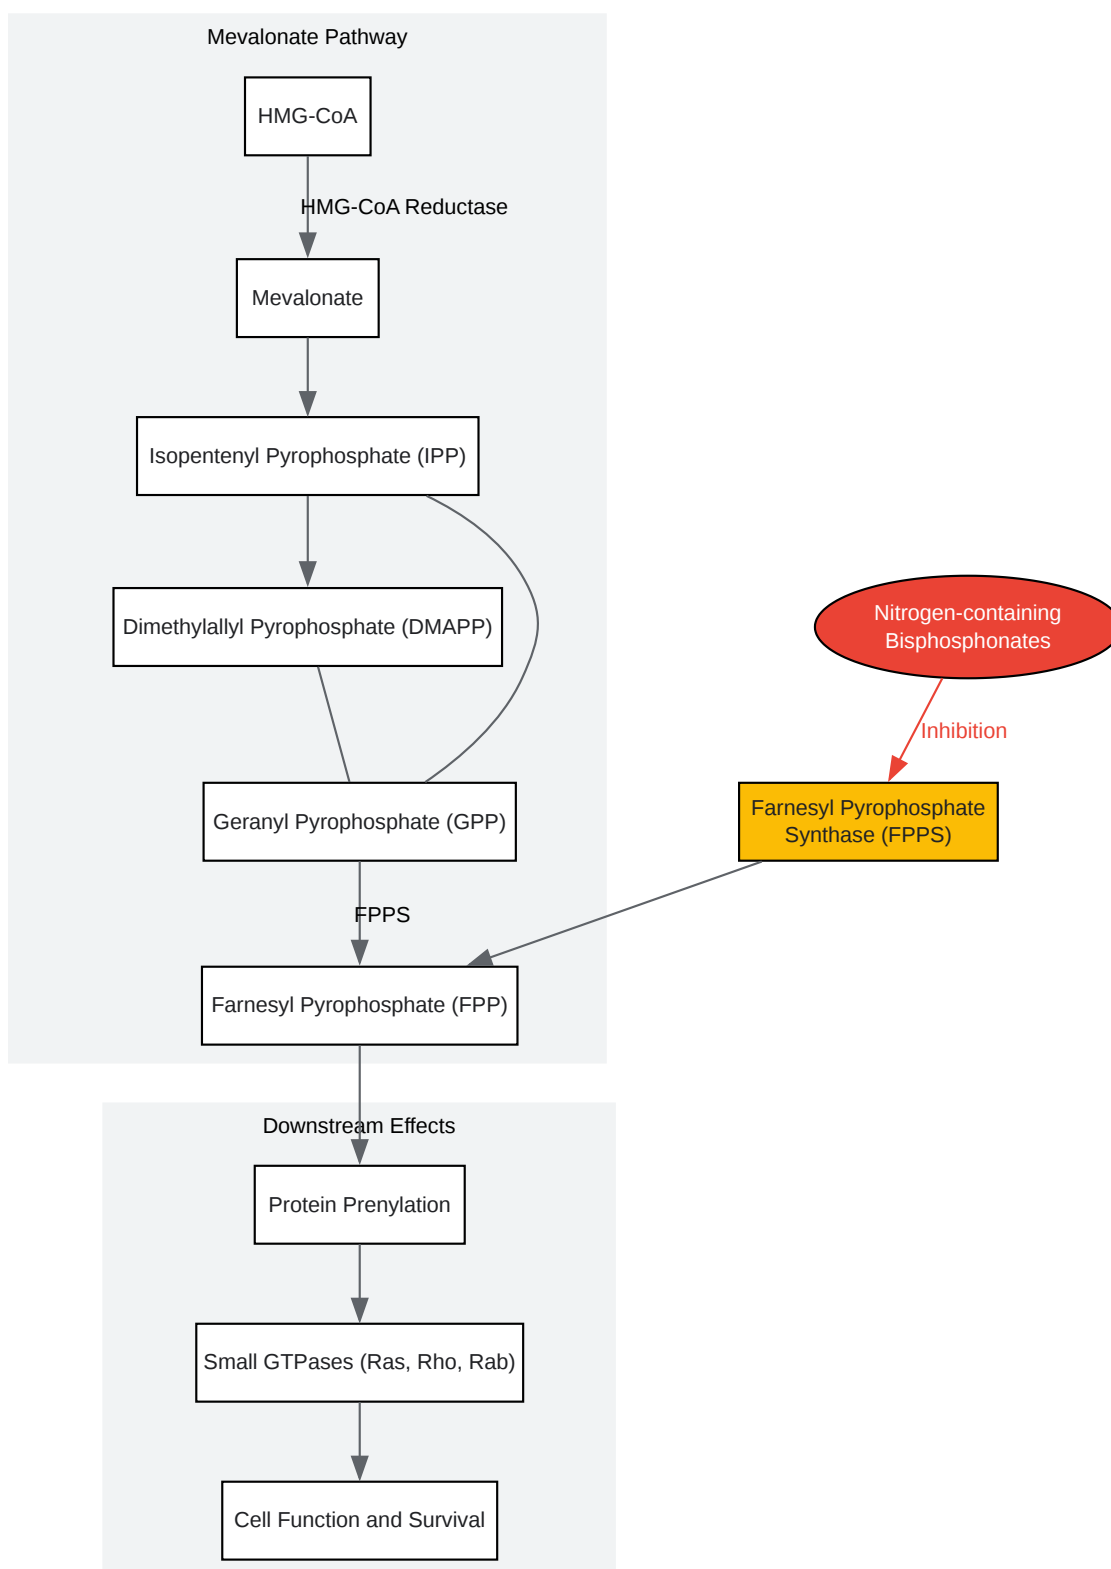 Mevalonate Pathway
HMG-CoA
HMG-CoA Reductase
Mevalonate
Isopentenyl Pyrophosphate (IPP)
Dimethylallyl Pyrophosphate (DMAPP)
Nitrogen-containing
Bisphosphonates
Inhibition
Geranyl Pyrophosphate (GPP)
Farnesyl Pyrophosphate
Synthase (FPPS)
FPPS
Farnesyl Pyrophosphate (FPP)
Downstream Effects
Protein Prenylation
Small GTPases (Ras, Rho, Rab)
Cell Function and Survival